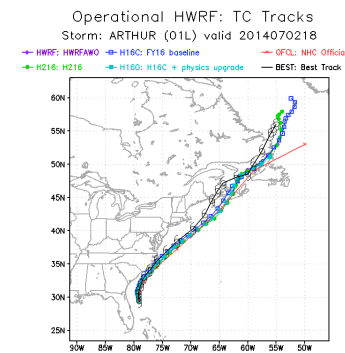 Operational HWRF: TC Tracks
Storm: ARTHUR (01L) valid 2014070218
HWRF: HWRFAWO H16C: FY16 baseline OFCL: NHC Officia
H216: H216 H160: H16C + physics upgrade BEST: Best Track
60N
55N
50N
45N
40N
35N
30N
25N
90W 85W 80W 75W 70W 65W 60W 55W 50W